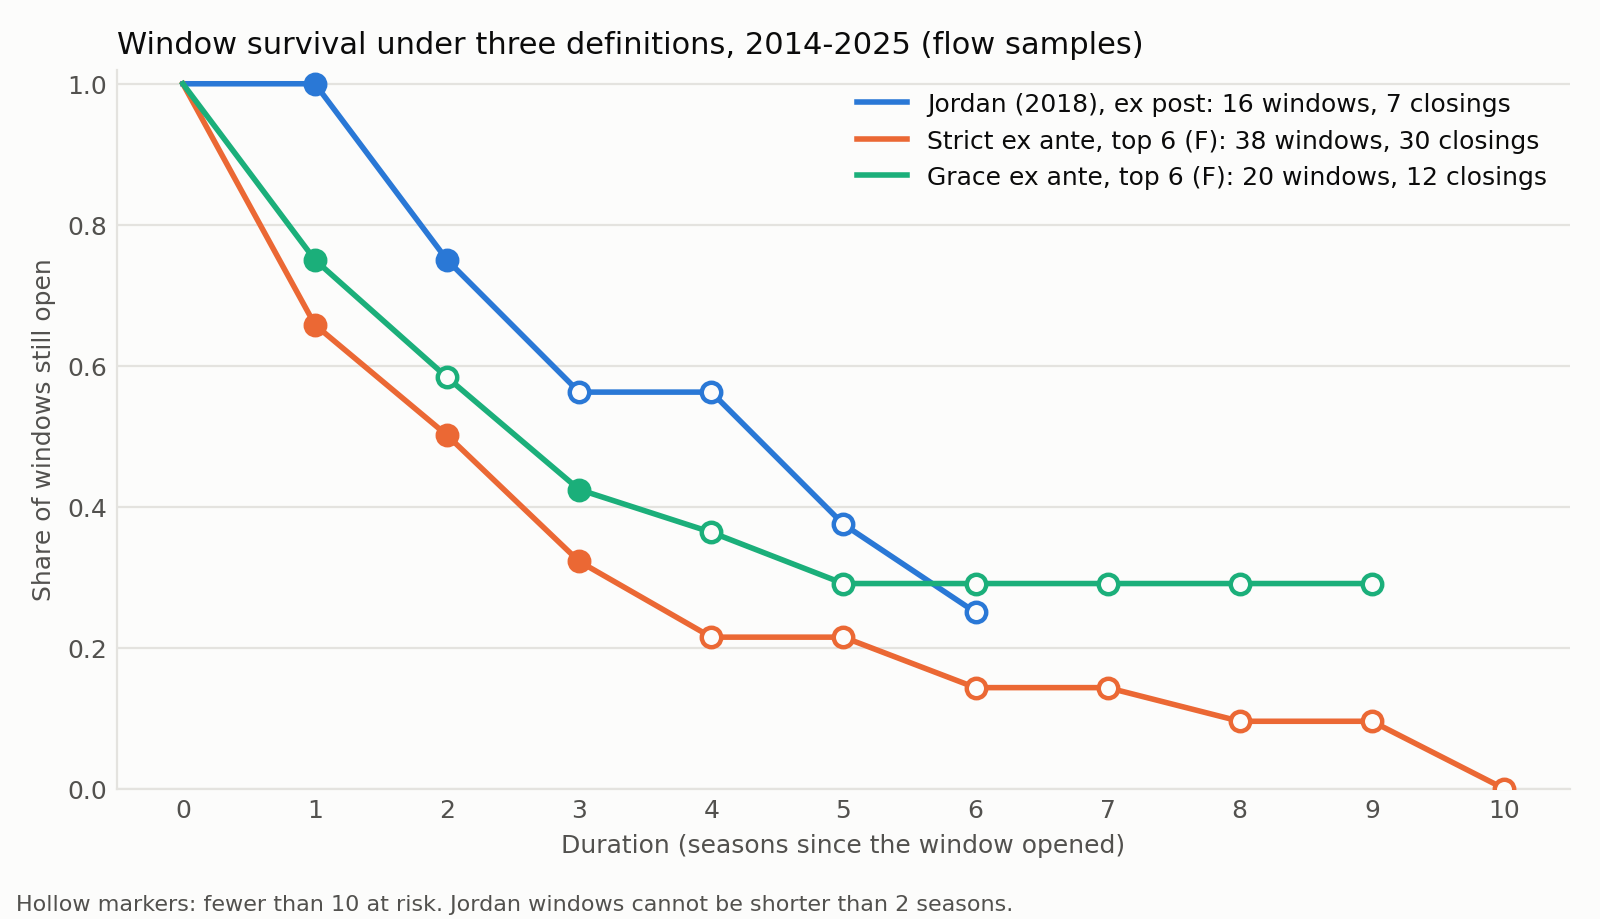 Window survival under three definitions, 2014-2025 (flow samples)
Jordan (2018), ex post: 16 windows, 7 closings
Strict ex ante, top 6 (F): 38 windows, 30 closings
Grace ex ante, top 6 (F): 20 windows, 12 closings
Share of windows still open
1.0
0.8
0.6
0.4
0.2
0.0
0 1 2 3 4 5 6 7 8 9 10
Duration (seasons since the window opened)
Hollow markers: fewer than 10 at risk. Jordan windows cannot be shorter than 2 seasons.